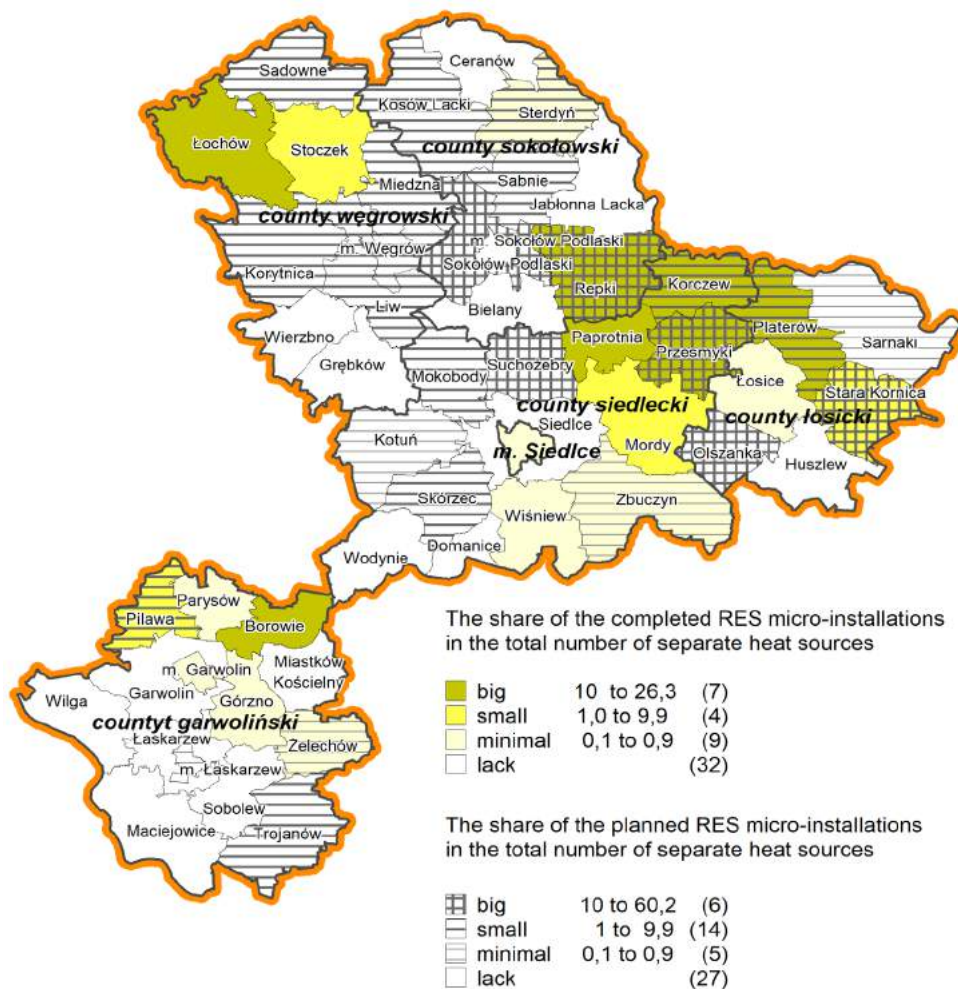 Ceranów
Sadowne
Kosów Lacki
Sterdyń
Łochów
Stoczek
county sokołowski
Miedzna
Sabnie
Jabłonna Lacka
county węgrowski
m. Sokołów Podlaski
m. Węgrów
Sokołów Podlaski
Korytnica
Repki
Korczew
Liw
Bielany
Platerów
Wierzbno
Paprotnia
Przesmyki
Sarnaki
Grębków
Suchożebry
Mokobody
Łosice
Stara Kornica
county siedlecki
county łosicki
Siedlce
Kotuń
m. Siedlce
Mordy
Olszanka
Huszlew
Skórzec
Zbuczyn
Wiśniew
Wodynie
Domanice
Parysów
Pilawa
Borowie
m. Garwolin
Miastków
Kościelny
Wilga
Garwolin
Górzno
countyt garwoliński
Łaskarzew
Żelechów
m. Łaskarzew
Sobolew
Maciejowice
Trojanów
The share of the completed RES micro-installations
in the total number of separate heat sources
big 10 to 26,3 (7)
small 1,0 to 9,9 (4)
minimal 0,1 to 0,9 (9)
lack (32)
The share of the planned RES micro-installations
in the total number of separate heat sources
big 10 to 60,2 (6)
small 1 to 9,9 (14)
minimal 0,1 to 0,9 (5)
lack (27)